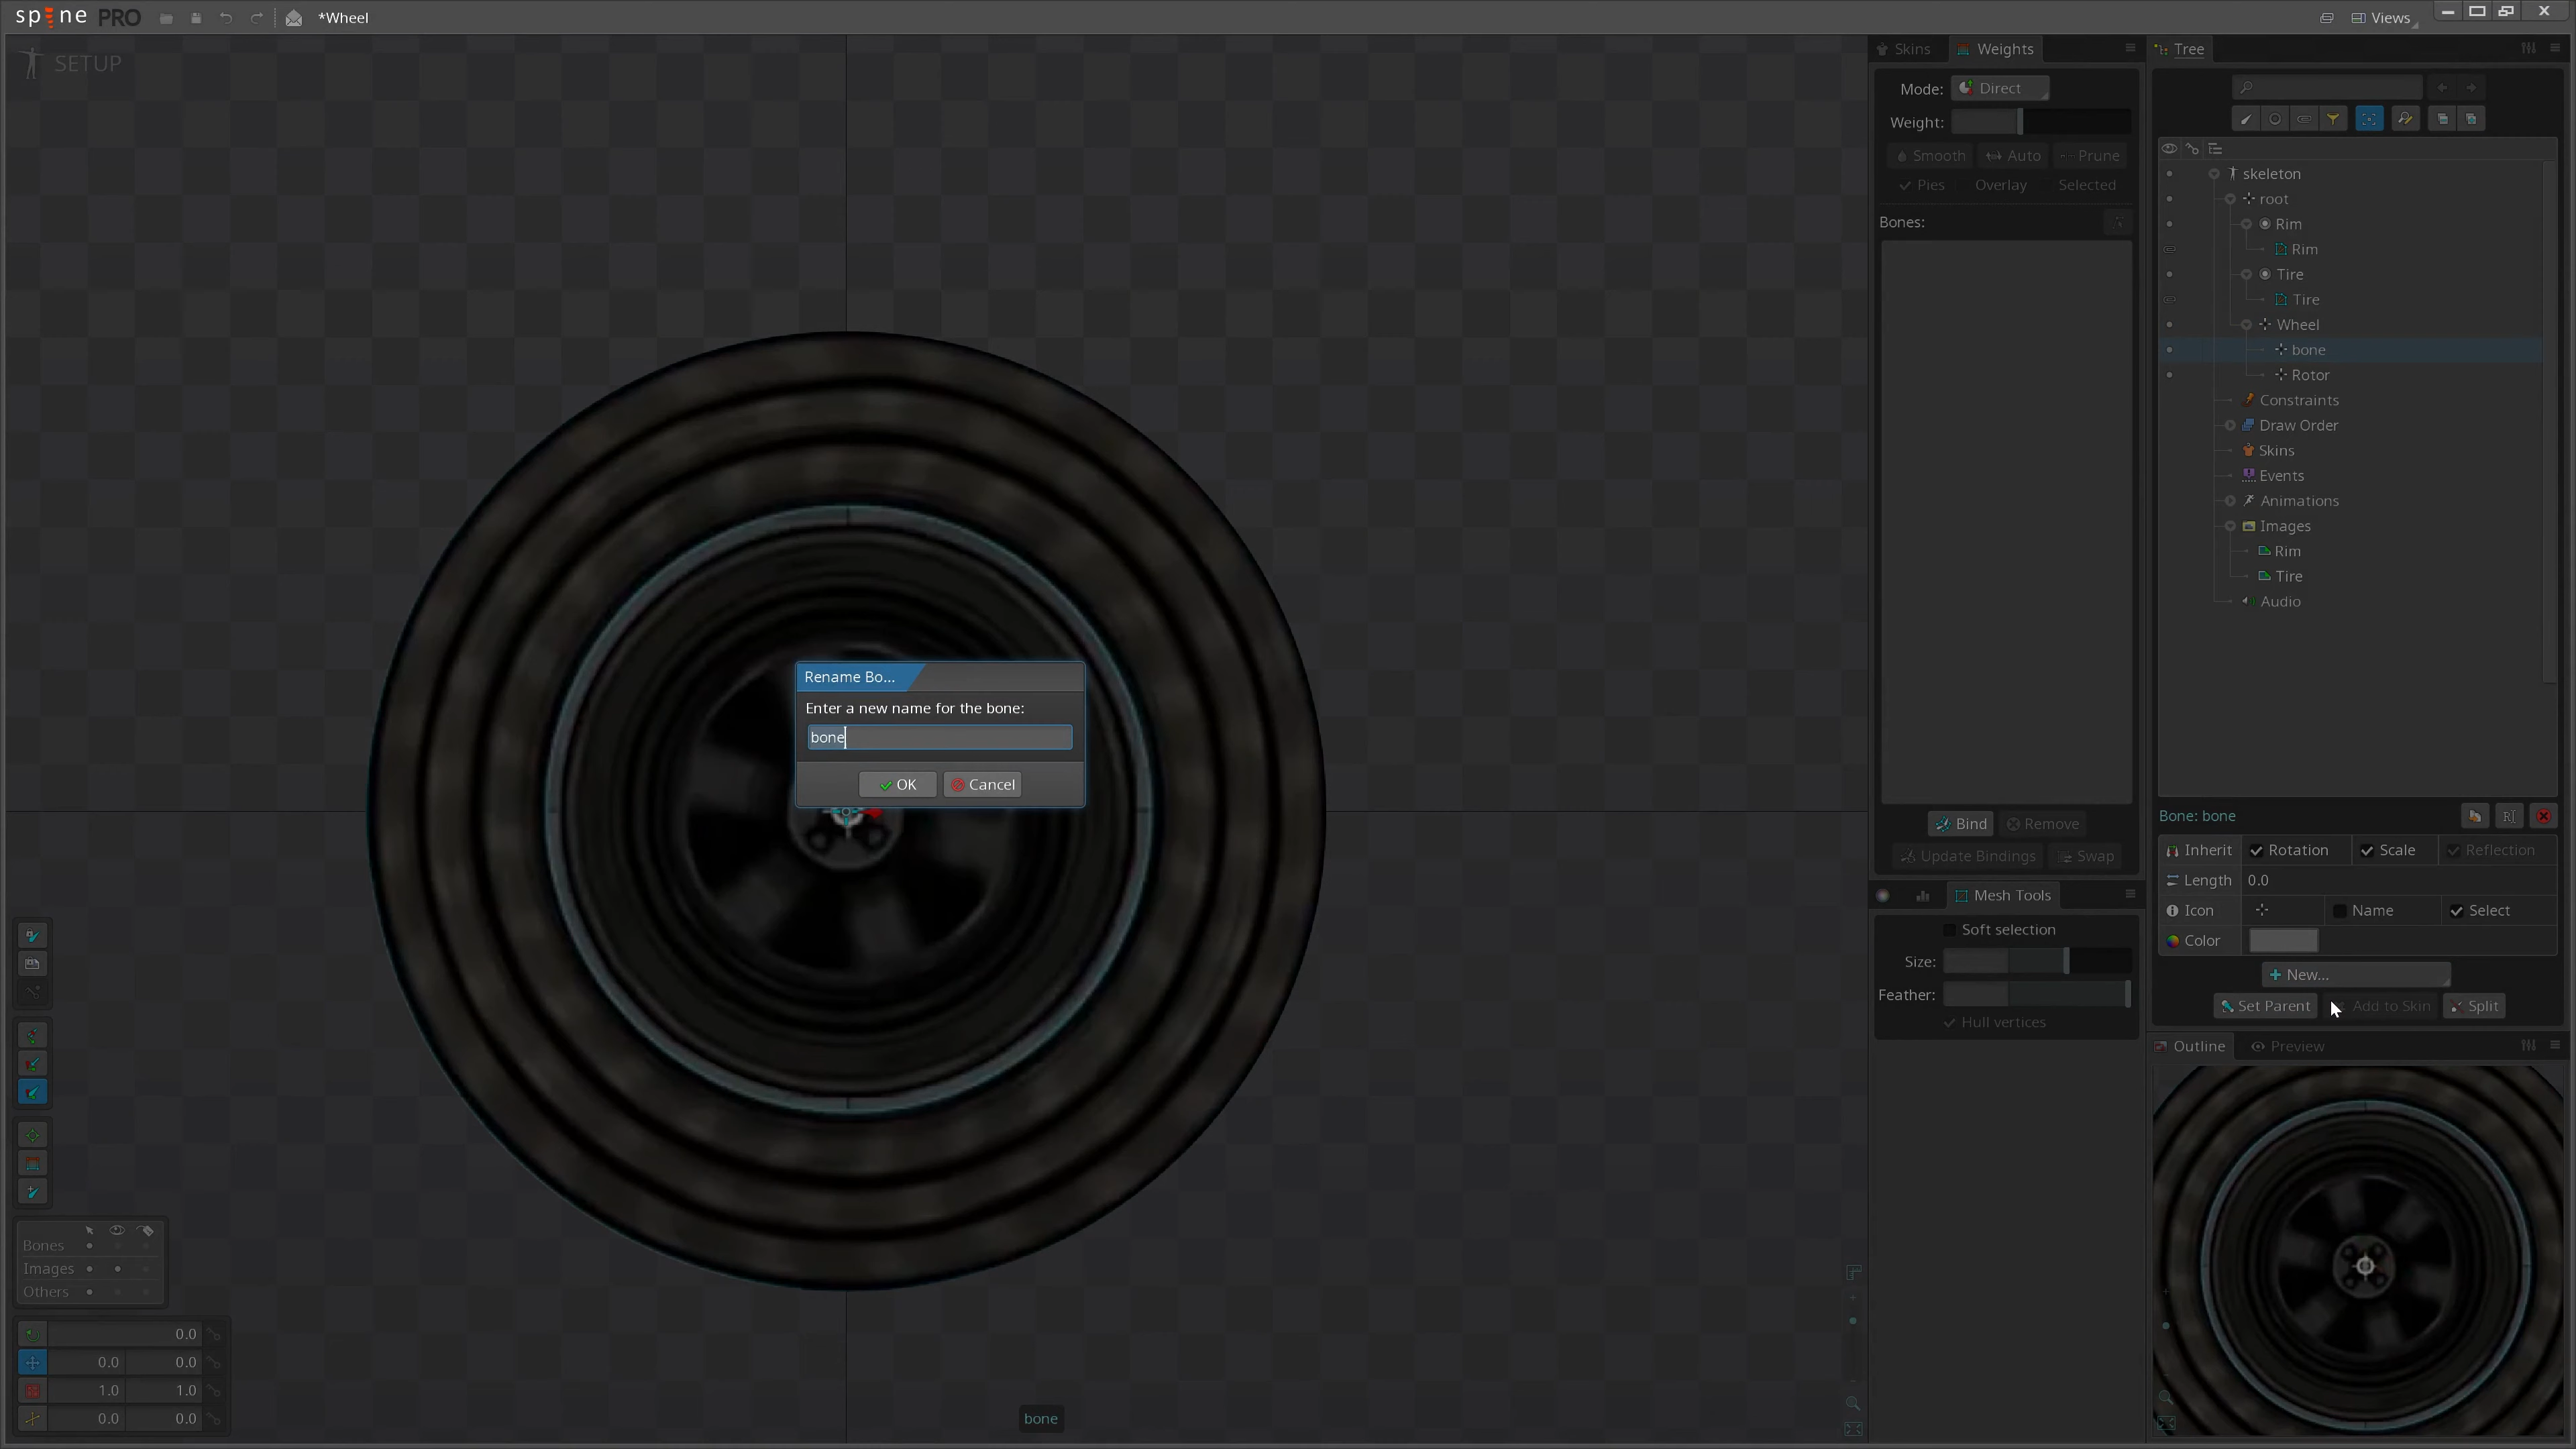 spine PRO
*Wheel
Views
SETUP
Skins
Weights
Tree
Mode:
Direct
Weight:
Smooth
Auto
Prune
Pies
Overlay
Selected
Bones:
skeleton
root
Rim
Rim
Tire
Tire
Wheel
bone
Rotor
Constraints
Draw Order
Skins
Events
Animations
Images
Rim
Tire
Audio
Rename Bo...
Enter a new name for the bone:
bone
OK
Cancel
Bind
Remove
Update Bindings
Swap
Bone: bone
Inherit
Rotation
Scale
Reflection
Length
0.0
Icon
Name
Select
Color
New...
Set Parent
Add to Skin
Split
Mesh Tools
Soft selection
Size:
Feather:
Hull vertices
Outline
Preview
Bones
Images
Others
0.0
0.0 0.0
1.0 1.0
0.0 0.0
bone